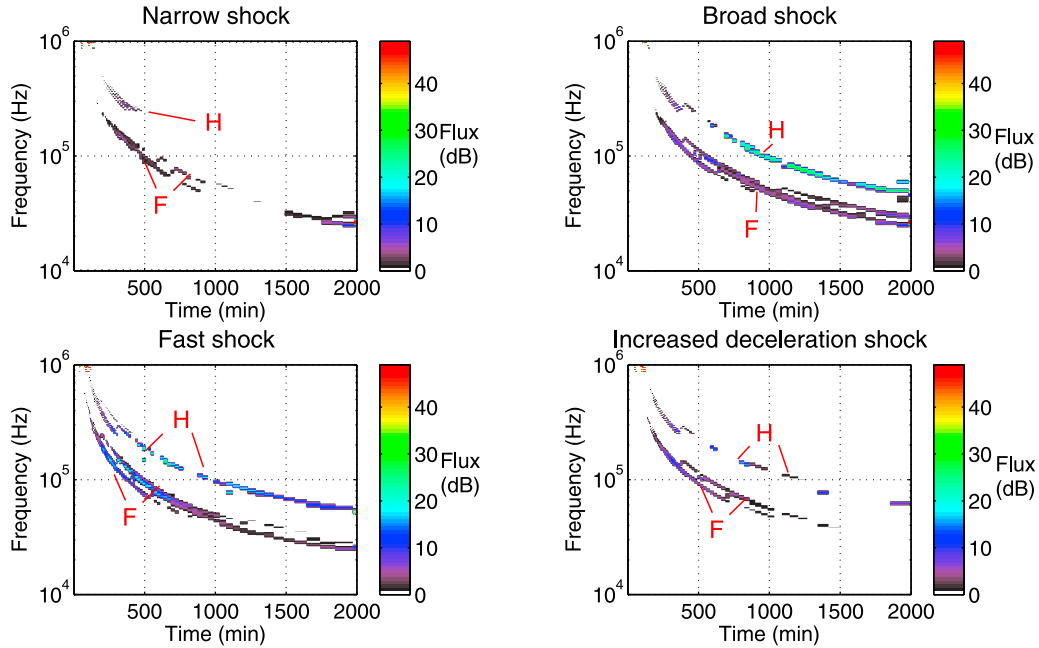 Narrow shock
10^6
10^5
10^4
Frequency (Hz)
H
F
500 1000 1500 2000
Time (min)
40
30
20
10
0
Flux
(dB)
Broad shock
10^6
10^5
10^4
Frequency (Hz)
H
F
500 1000 1500 2000
Time (min)
40
30
20
10
0
Flux
(dB)
Fast shock
10^6
10^5
10^4
Frequency (Hz)
H
F
500 1000 1500 2000
Time (min)
40
30
20
10
0
Flux
(dB)
Increased deceleration shock
10^6
10^5
10^4
Frequency (Hz)
H
F
500 1000 1500 2000
Time (min)
40
30
20
10
0
Flux
(dB)